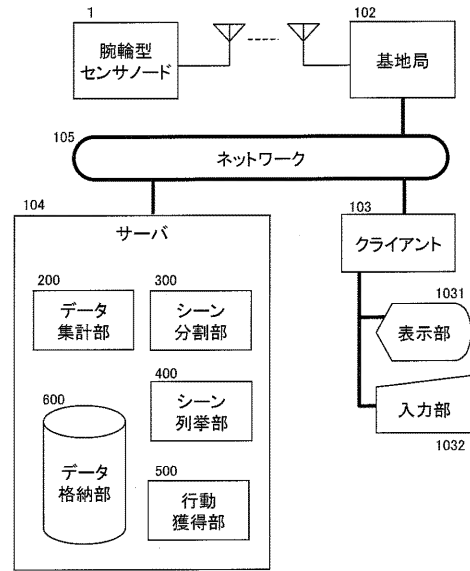 1
腕輪型
センサノード
102
基地局
105
ネットワーク
104
サーバ
103
クライアント
200
データ
集計部
300
シーン
分割部
1031
表示部
400
シーン
列挙部
入力部
1032
600
データ
格納部
500
行動
獲得部